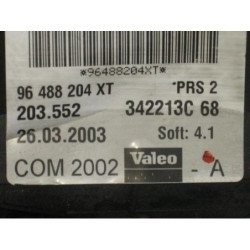 *96488204XT*
96 488 204 XT PRS 2
203.552 342213C 68
26.03.2003 Soft: 4.1
COM 2002 Valeo - A